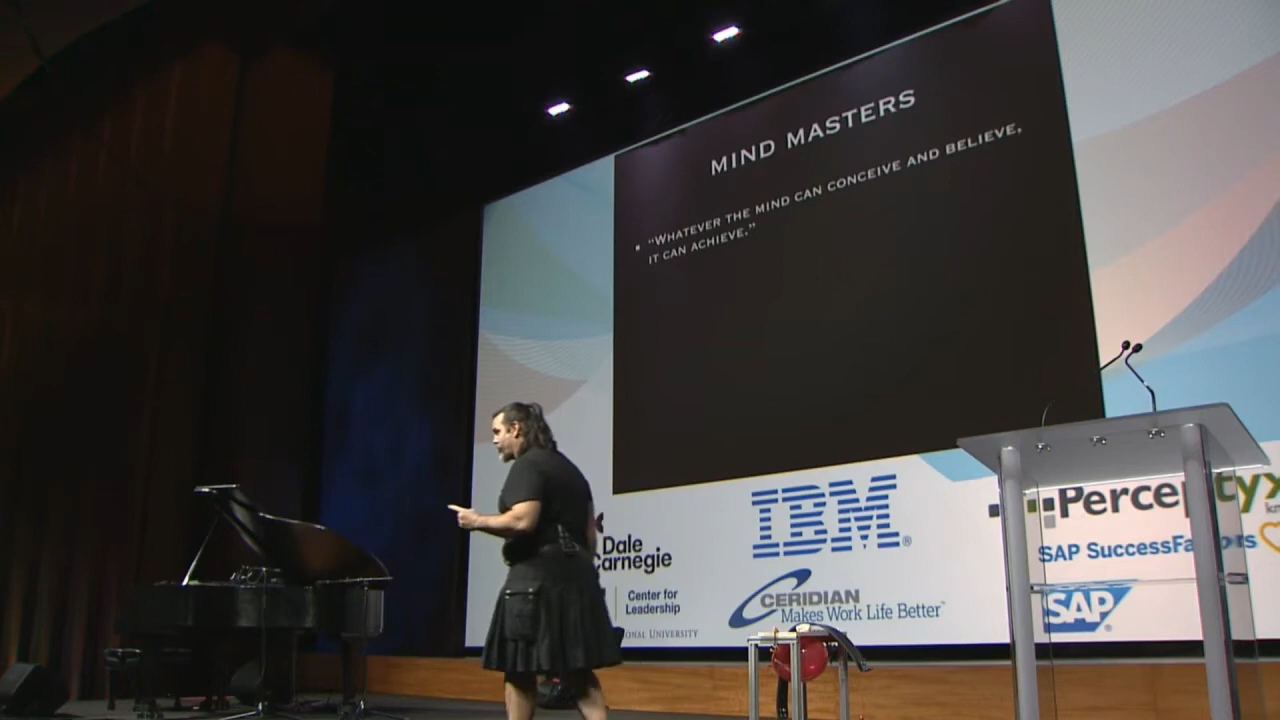 MIND MASTERS
▪ “WHATEVER THE MIND CAN CONCEIVE AND BELIEVE,
IT CAN ACHIEVE.”
IBM®
Dale
Carnegie
Center for
Leadership
CERIDIAN
Makes Work Life Better™
SAP SuccessFactors
SAP®